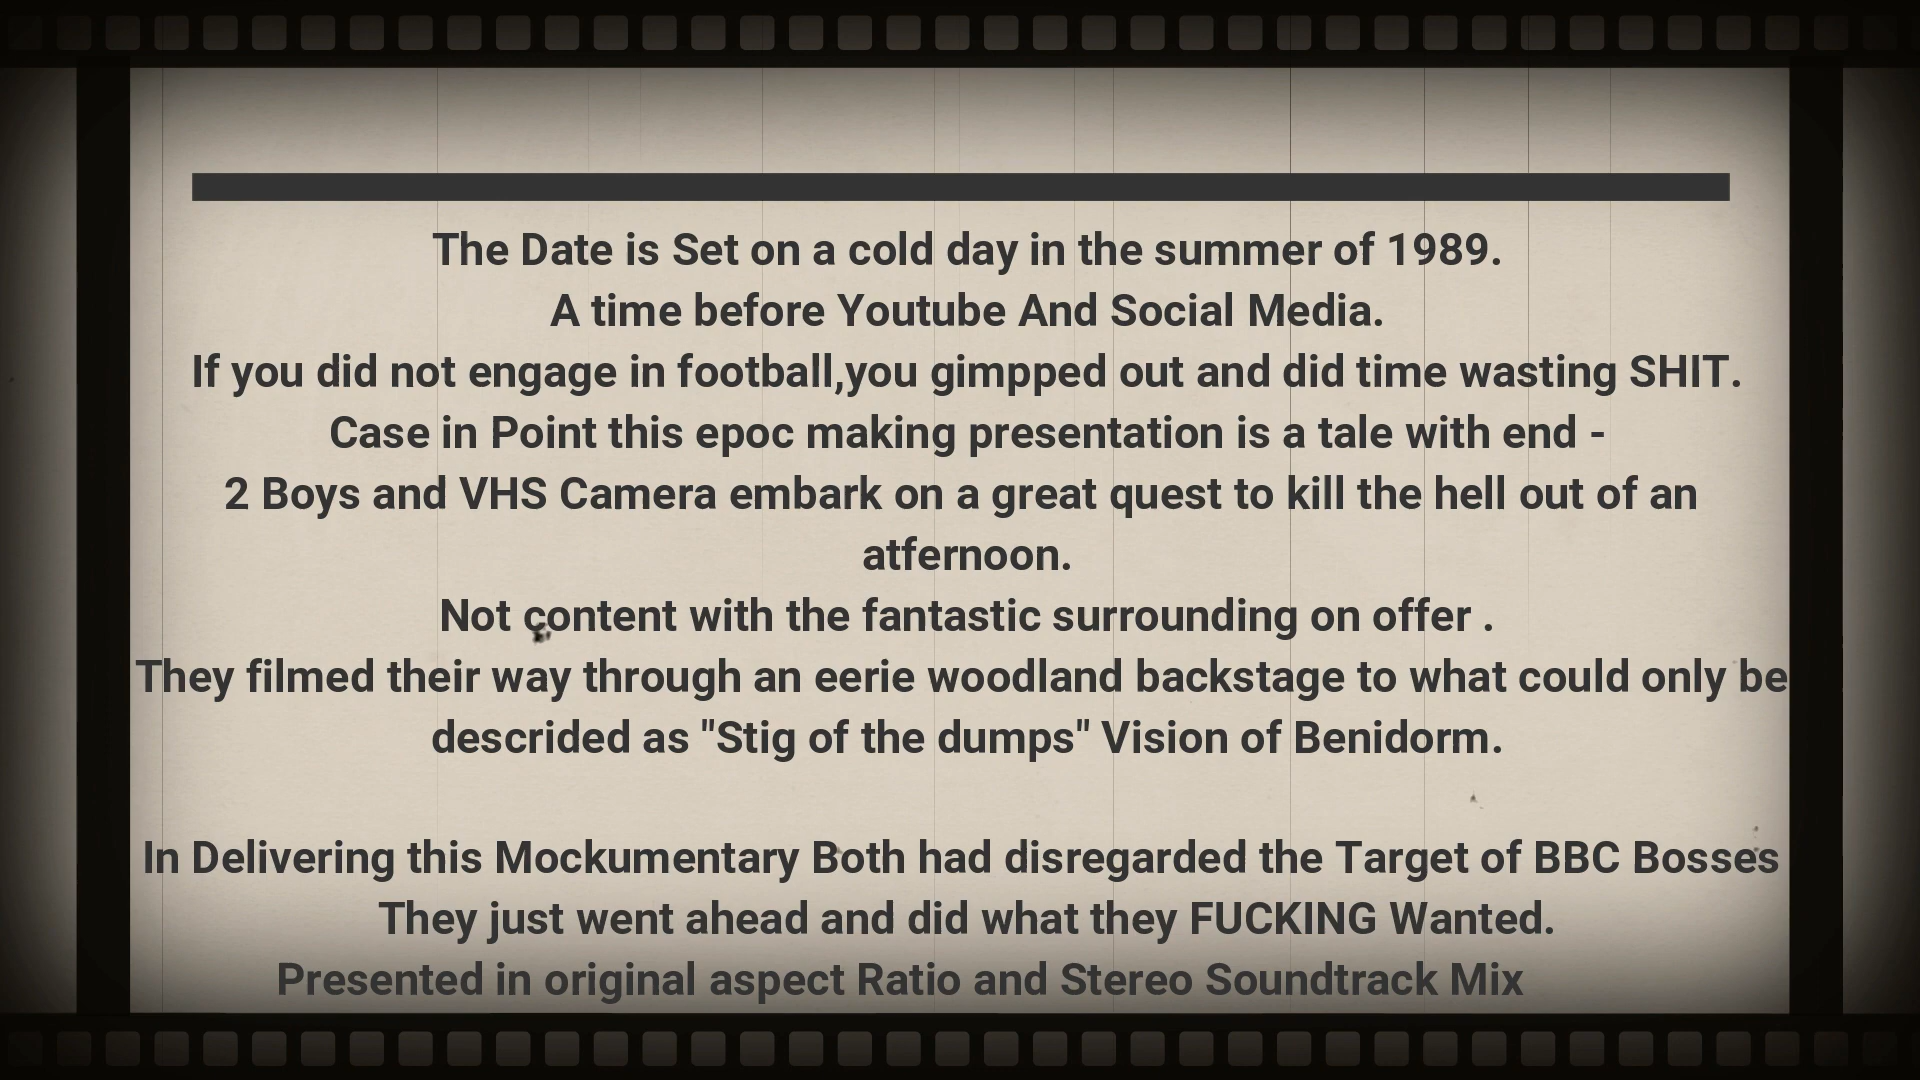 The Date is Set on a cold day in the summer of 1989.
A time before Youtube And Social Media.
If you did not engage in football,you gimpped out and did time wasting SHIT.
Case in Point this epoc making presentation is a tale with end -
2 Boys and VHS Camera embark on a great quest to kill the hell out of an
atfernoon.
Not content with the fantastic surrounding on offer .
They filmed their way through an eerie woodland backstage to what could only be
descrided as "Stig of the dumps" Vision of Benidorm.
In Delivering this Mockumentary Both had disregarded the Target of BBC Bosses
They just went ahead and did what they FUCKING Wanted.
Presented in original aspect Ratio and Stereo Soundtrack Mix